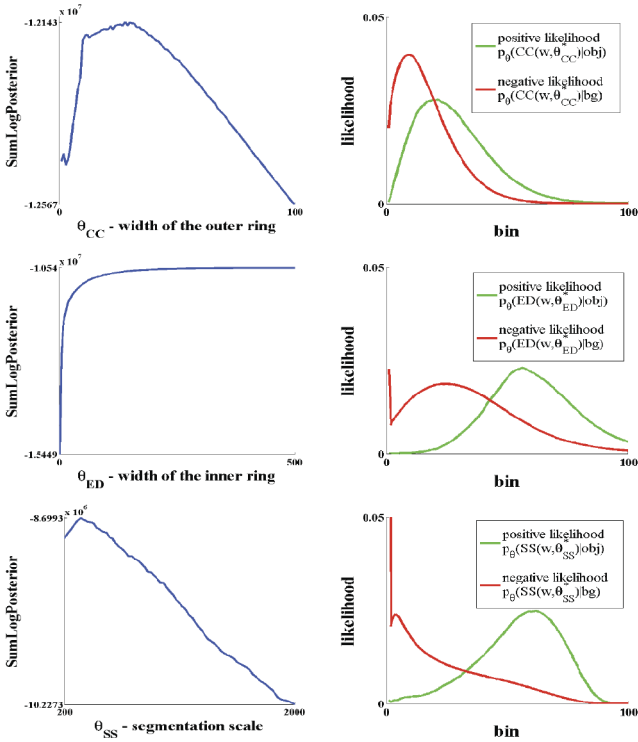 x 10^7
-1.2143
SumLogPosterior
-1.2567
0
100
θ_CC - width of the outer ring
0.05
likelihood
positive likelihood
p_θ(CC(w,θ*_CC)|obj)
negative likelihood
p_θ(CC(w,θ*_CC)|bg)
0
0
100
bin
x 10^7
-1.054
SumLogPosterior
-1.5449
0
500
θ_ED - width of the inner ring
0.05
likelihood
positive likelihood
p_θ(ED(w,θ*_ED)|obj)
negative likelihood
p_θ(ED(w,θ*_ED)|bg)
0
0
100
bin
x 10^6
-8.6993
SumLogPosterior
-10.2273
200
2000
θ_SS - segmentation scale
0.05
likelihood
positive likelihood
p_θ(SS(w,θ*_SS)|obj)
negative likelihood
p_θ(SS(w,θ*_SS)|bg)
0
0
100
bin